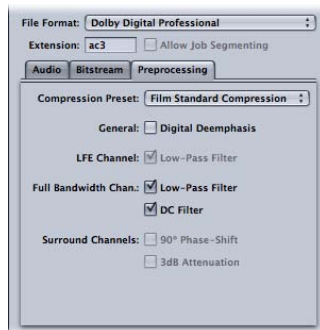 File Format: Dolby Digital Professional
Extension: ac3 Allow Job Segmenting
Audio Bitstream Preprocessing
Compression Preset: Film Standard Compression
General: Digital Deemphasis
LFE Channel: Low-Pass Filter
Full Bandwidth Chan.: Low-Pass Filter
DC Filter
Surround Channels: 90° Phase-Shift
3dB Attenuation